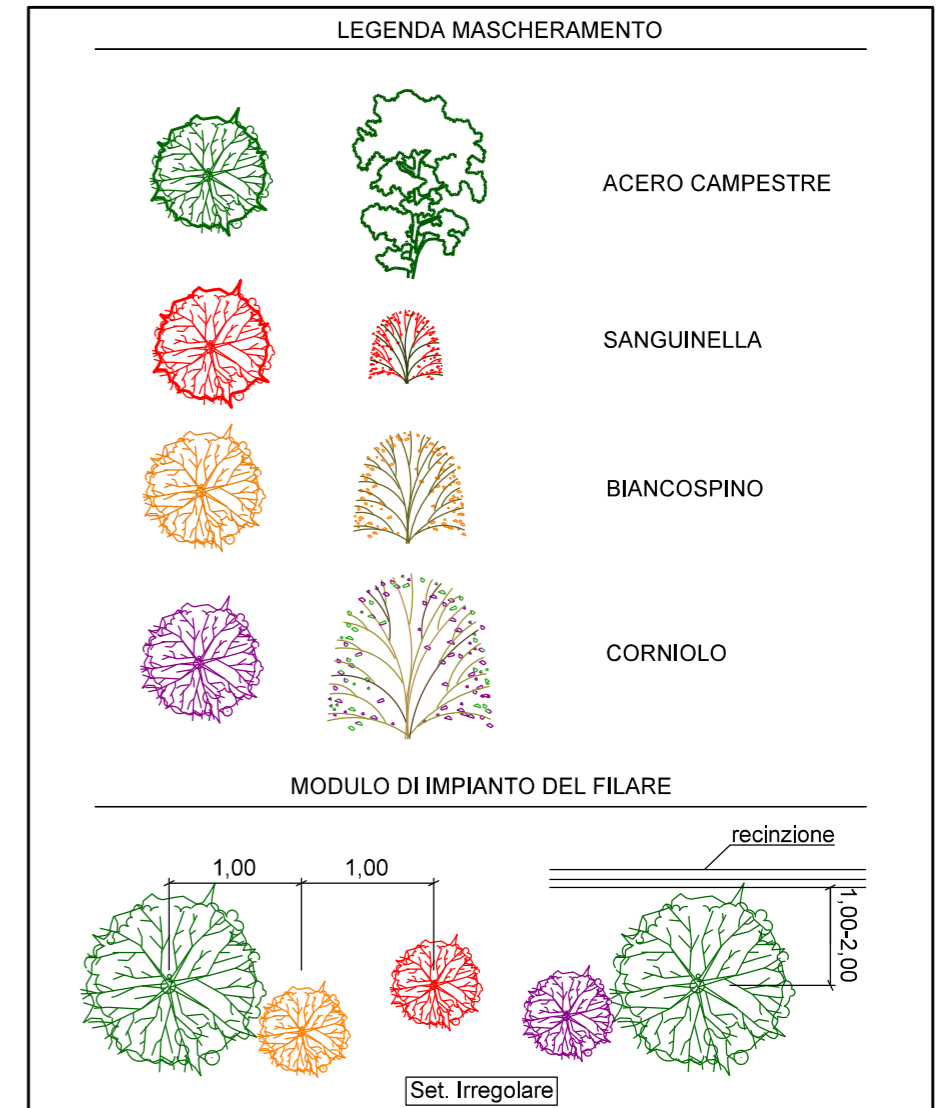 LEGENDA MASCHERAMENTO
ACERO CAMPESTRE
SANGUINELLA
BIANCOSPINO
CORNIOLO
MODULO DI IMPIANTO DEL FILARE
recinzione
1,00 1,00
1,00-2,00
Set. Irregolare